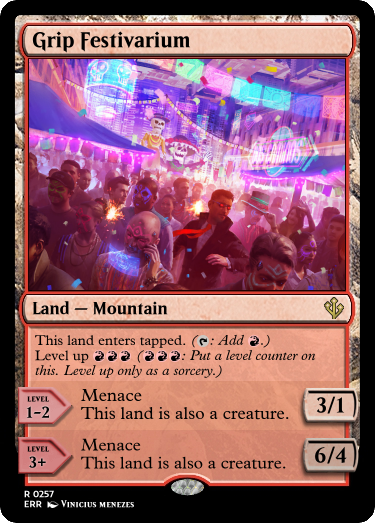 Grip Festivarium
Land — Mountain
This land enters tapped. (T: Add R.)
Level up RRR (RRR: Put a level counter on
this. Level up only as a sorcery.)
LEVEL
1-2
Menace
This land is also a creature.
3/1
LEVEL
3+
Menace
This land is also a creature.
6/4
R 0257
ERR VINICIUS MENEZES